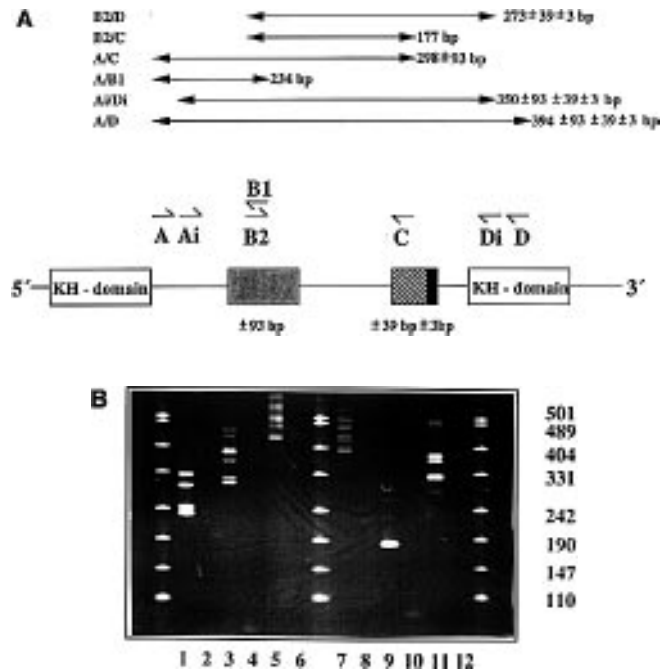 A
B2/D 273±39±3 bp
B2/C 177 bp
A/C 298±93 bp
A/B1 234 bp
Ai/Di 350±93±39±3 bp
A/D 394±93±39±3 bp
B1
A Ai B2 C Di D
5´ KH - domain KH - domain 3´
±93 bp ±39 bp ±3bp
B
501
489
404
331
242
190
147
110
1 2 3 4 5 6 7 8 9 10 11 12